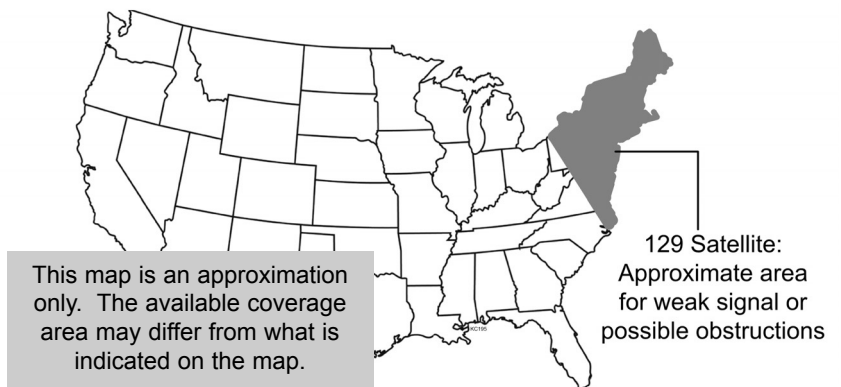 129 Satellite:
Approximate area
for weak signal or
possible obstructions
This map is an approximation
only. The available coverage
area may differ from what is
indicated on the map.
KC195